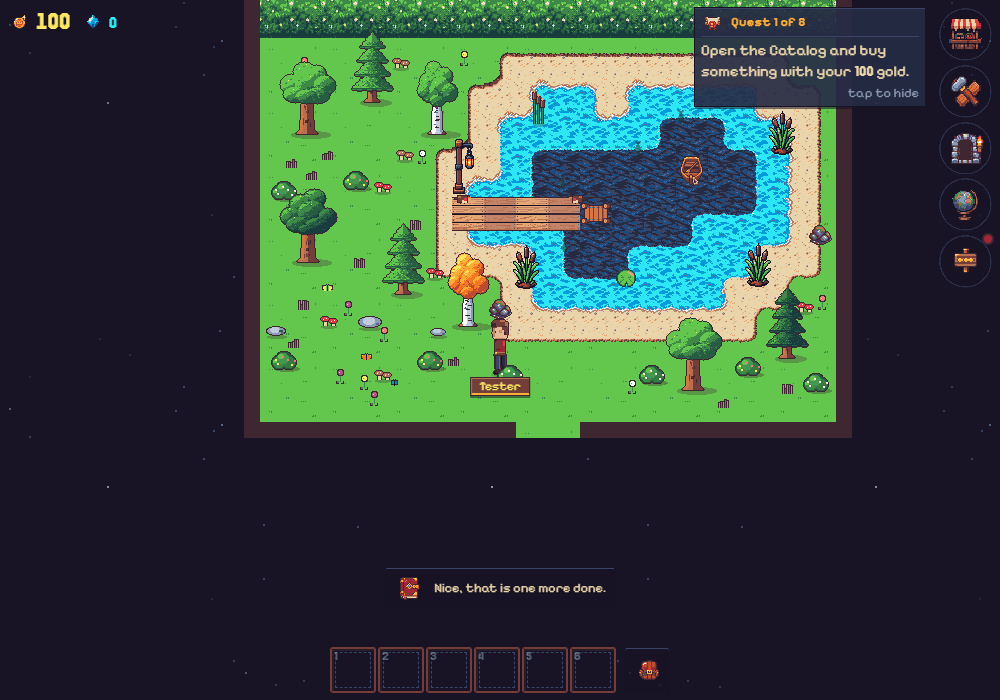 100
0
Quest 1 of 8
Open the Catalog and buy
something with your 100 gold.
tap to hide
Tester
Nice, that is one more done.
1 2 3 4 5 6